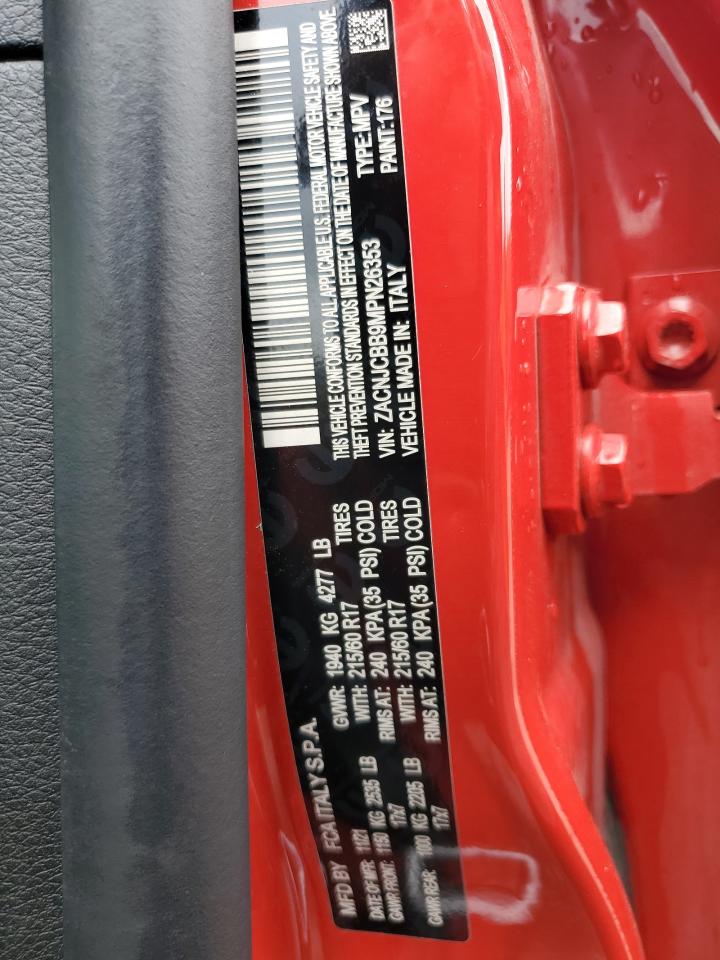 MFD BY FCA ITALY S.P.A.
DATE OF MFR: 11/21 GVWR: 1940 KG 4277 LB
GAWR FRONT: 1150 KG 2535 LB WITH: 215/60 R17 TIRES
17x7 RIMS AT: 240 KPA(35 PSI) COLD
GAWR REAR: 1000 KG 2205 LB WITH: 215/60 R17 TIRES
17x7 RIMS AT: 240 KPA(35 PSI) COLD
THIS VEHICLE CONFORMS TO ALL APPLICABLE U.S. FEDERAL MOTOR VEHICLE SAFETY AND
THEFT PREVENTION STANDARDS IN EFFECT ON THE DATE OF MANUFACTURE SHOWN ABOVE.
VIN: ZACNJCBB9MPN26353 TYPE:MPV
VEHICLE MADE IN: ITALY PAINT:176